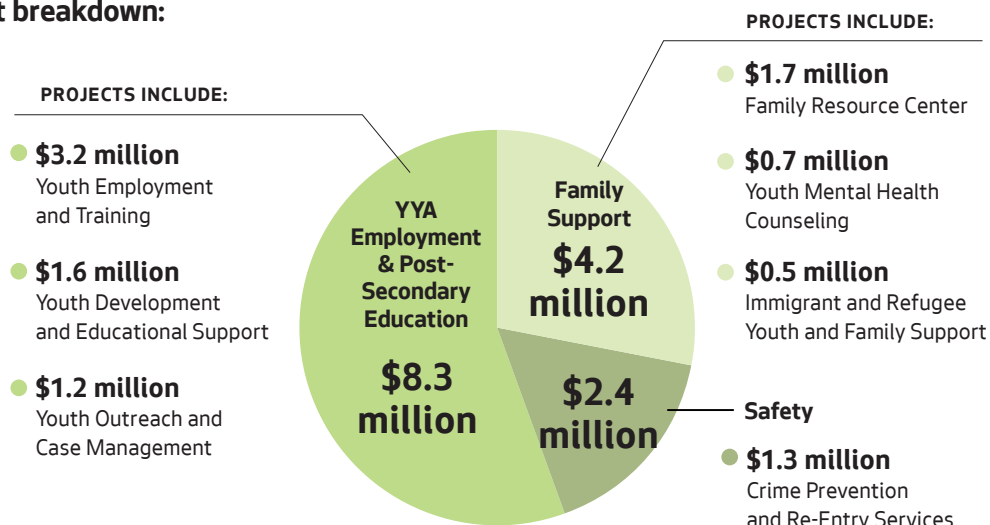 t breakdown:
PROJECTS INCLUDE:
$3.2 million
Youth Employment
and Training
$1.6 million
Youth Development
and Educational Support
$1.2 million
Youth Outreach and
Case Management
YYA
Employment
& Post-
Secondary
Education
$8.3
million
Family
Support
$4.2
million
$2.4
million
PROJECTS INCLUDE:
$1.7 million
Family Resource Center
$0.7 million
Youth Mental Health
Counseling
$0.5 million
Immigrant and Refugee
Youth and Family Support
Safety
$1.3 million
Crime Prevention
and Re-Entry Services